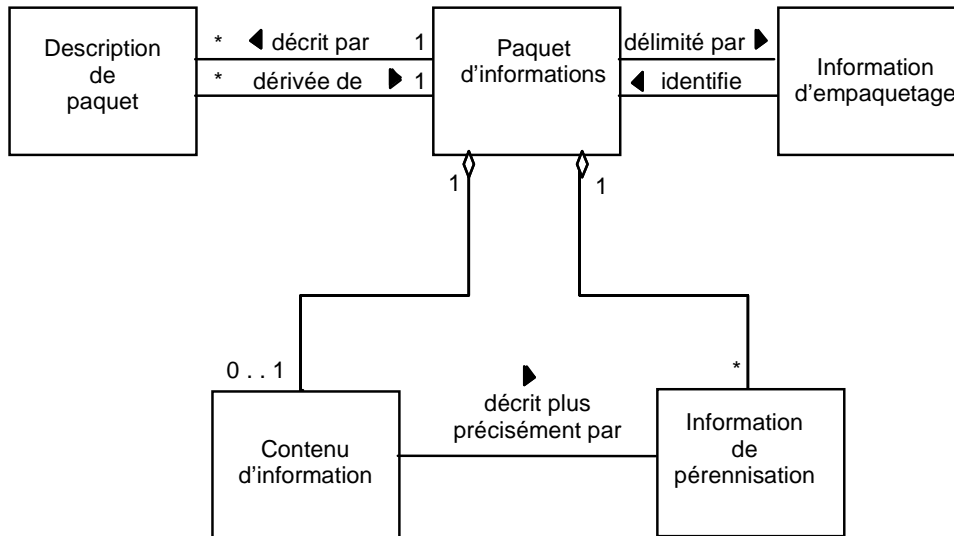 Description
de
paquet
* décrit par 1
* dérivée de 1
Paquet
d’informations
délimité par
identifie
Information
d’empaquetage
1
1
0 . . 1
*
décrit plus
précisément par
Contenu
d’information
Information
de
pérennisation